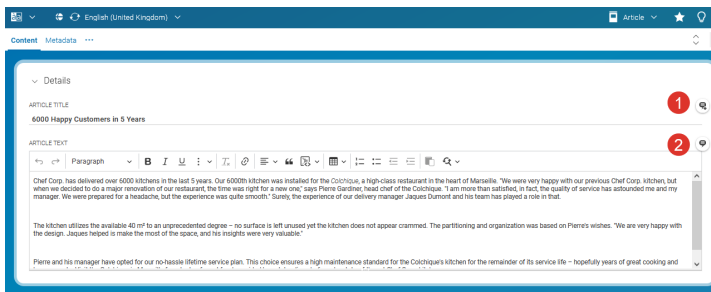 English (United Kingdom)
Article
Content Metadata
Details
ARTICLE TITLE
1
6000 Happy Customers in 5 Years
ARTICLE TEXT
2
Paragraph B I U
Chef Corp. has delivered over 6000 kitchens in the last 5 years. Our 6000th kitchen was installed for the Colchique, a high-class restaurant in the heart of Marseille. "We were very happy with our previous Chef Corp. kitchen, but
when we decided to do a major renovation of our restaurant, the time was right for a new one," says Pierre Gardiner, head chef of the Colchique. "I am more than satisfied, in fact, the quality of service has astounded me and my
manager. We were prepared for a headache, but the experience was quite smooth." Surely, the experience of our delivery manager Jaques Dumont and his team has played a role in that.
The kitchen utilizes the available 40 m² to an unprecedented degree – no surface is left unused yet the kitchen does not appear crammed. The partitioning and organization was based on Pierre's wishes. "We are very happy with
the design. Jaques helped is make the most of the space, and his insights were very valuable."
Pierre and his manager have opted for our no-hassle lifetime service plan. This choice ensures a high maintenance standard for the Colchique's kitchen for the remainder of its service life – hopefully years of great cooking and